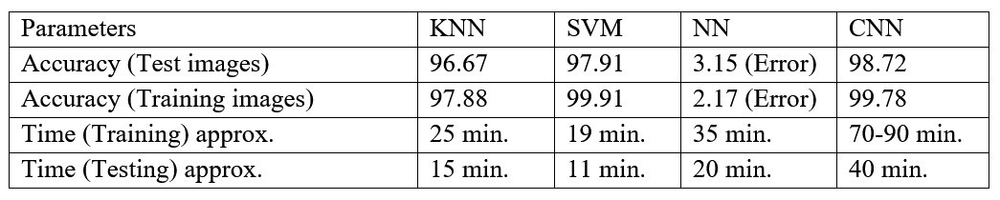 Parameters KNN SVM NN CNN
Accuracy (Test images) 96.67 97.91 3.15 (Error) 98.72
Accuracy (Training images) 97.88 99.91 2.17 (Error) 99.78
Time (Training) approx. 25 min. 19 min. 35 min. 70-90 min.
Time (Testing) approx. 15 min. 11 min. 20 min. 40 min.